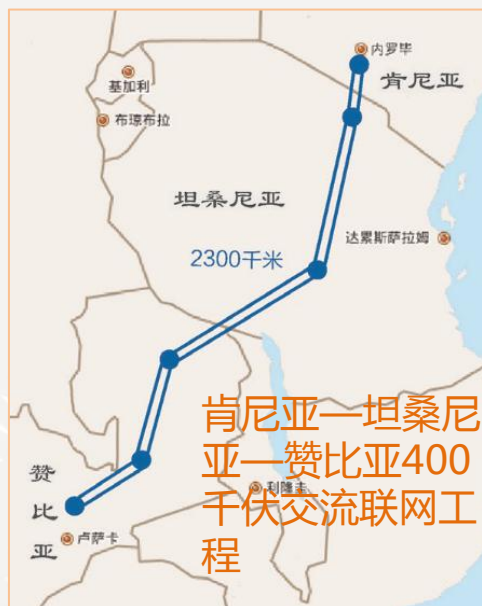 内罗毕
肯尼亚
基加利
布琼布拉
坦桑尼亚
达累斯萨拉姆
2300千米
肯尼亚—坦桑尼
亚—赞比亚400
千伏交流联网工
程
利隆圭
赞
比
亚
卢萨卡